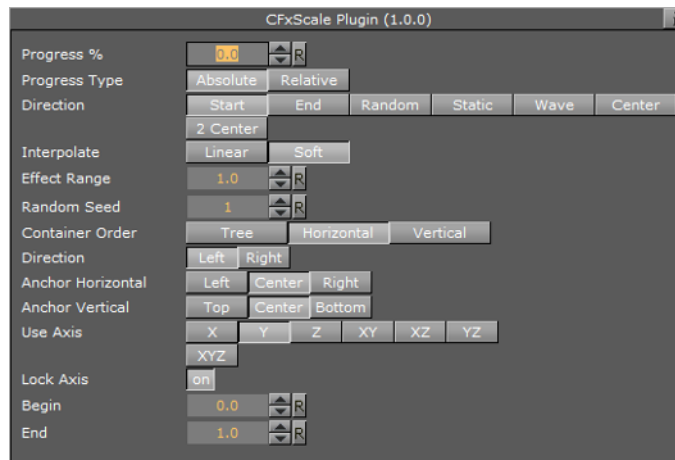 CFxScale Plugin (1.0.0)
Progress % 0.0 R
Progress Type Absolute Relative
Direction Start End Random Static Wave Center
2 Center
Interpolate Linear Soft
Effect Range 1.0 R
Random Seed 1 R
Container Order Tree Horizontal Vertical
Direction Left Right
Anchor Horizontal Left Center Right
Anchor Vertical Top Center Bottom
Use Axis X Y Z XY XZ YZ
XYZ
Lock Axis on
Begin 0.0 R
End 1.0 R